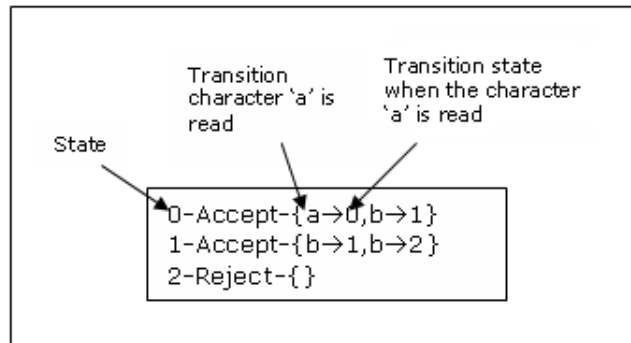 Transition
character ‘a’ is
read
Transition state
when the character
‘a’ is read
State
0-Accept-{a→0,b→1}
1-Accept-{b→1,b→2}
2-Reject-{}